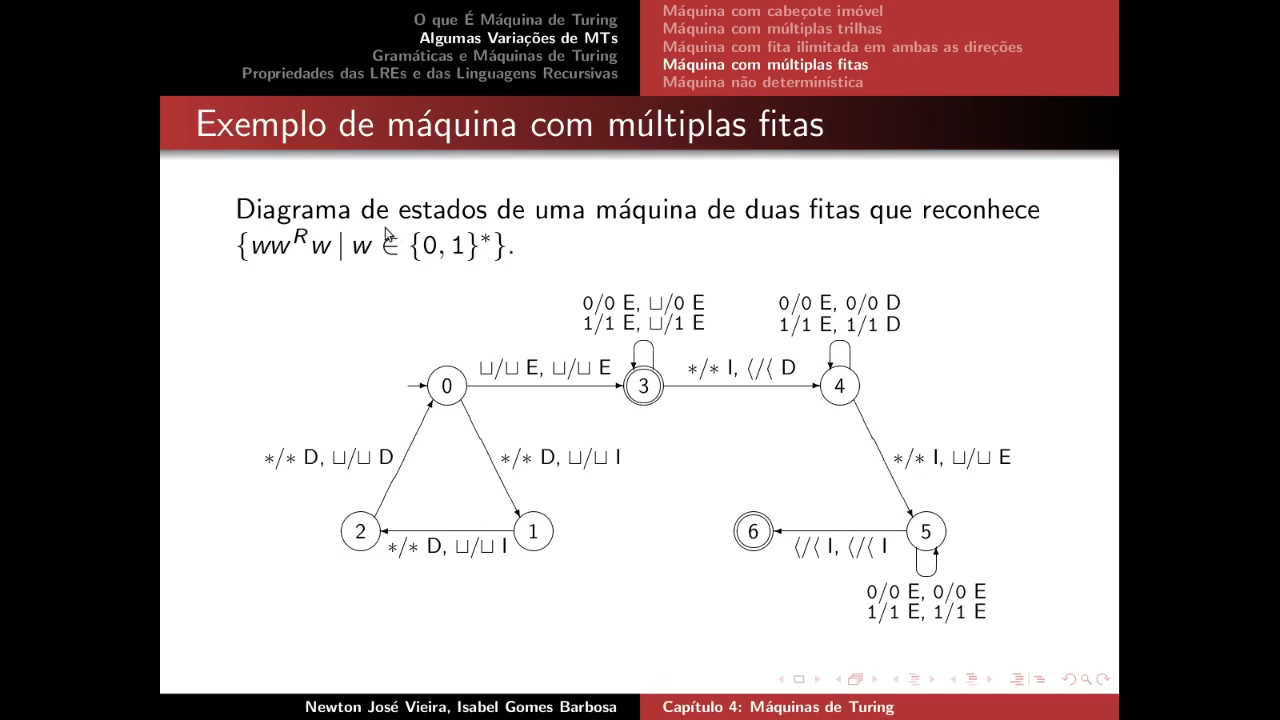 O que É Máquina de Turing
Algumas Variações de MTs
Gramáticas e Máquinas de Turing
Propriedades das LREs e das Linguagens Recursivas
Máquina com cabeçote imóvel
Máquina com múltiplas trilhas
Máquina com fita ilimitada em ambas as direções
Máquina com múltiplas fitas
Máquina não determinística
Exemplo de máquina com múltiplas fitas
Diagrama de estados de uma máquina de duas fitas que reconhece
{ww^R w | w ∈ {0, 1}*}.
0/0 E, ⊔/0 E
1/1 E, ⊔/1 E
0/0 E, 0/0 D
1/1 E, 1/1 D
⊔/⊔ E, ⊔/⊔ E
∗/∗ I, ⟨/⟨ D
0
3
4
∗/∗ D, ⊔/⊔ D
∗/∗ D, ⊔/⊔ I
∗/∗ I, ⊔/⊔ E
2
1
6
5
∗/∗ D, ⊔/⊔ I
⟨/⟨ I, ⟨/⟨ I
0/0 E, 0/0 E
1/1 E, 1/1 E
Newton José Vieira, Isabel Gomes Barbosa
Capítulo 4: Máquinas de Turing